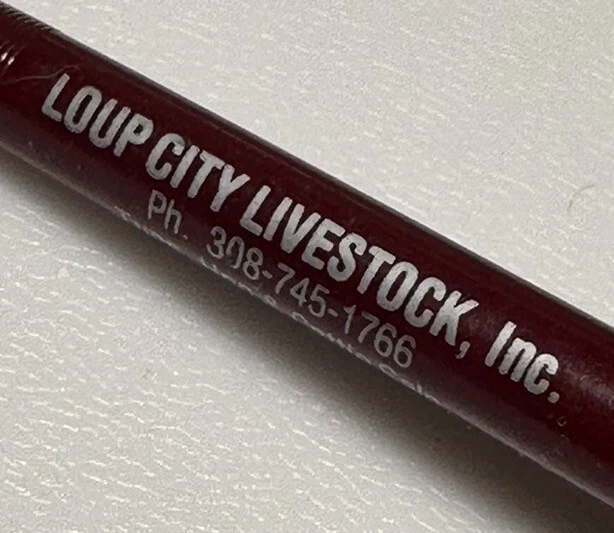 LOUP CITY LIVESTOCK, Inc.
Ph. 308-745-1766